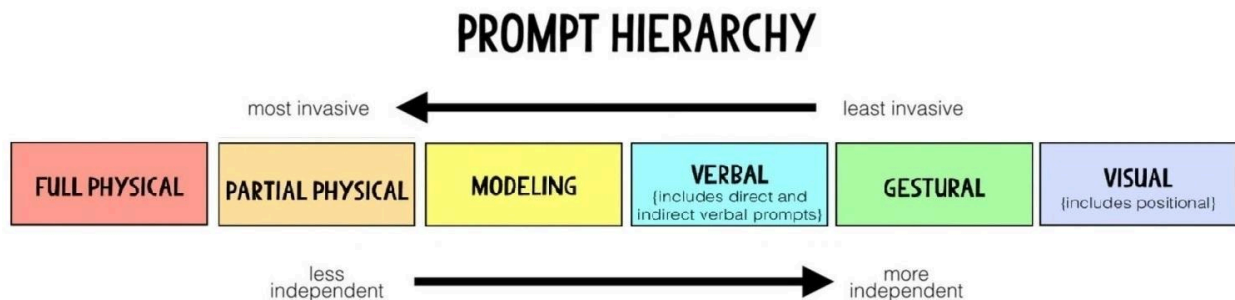 PROMPT HIERARCHY
most invasive
least invasive
FULL PHYSICAL
PARTIAL PHYSICAL
MODELING
VERBAL
{includes direct and
indirect verbal prompts}
GESTURAL
VISUAL
{includes positional}
less
independent
more
independent